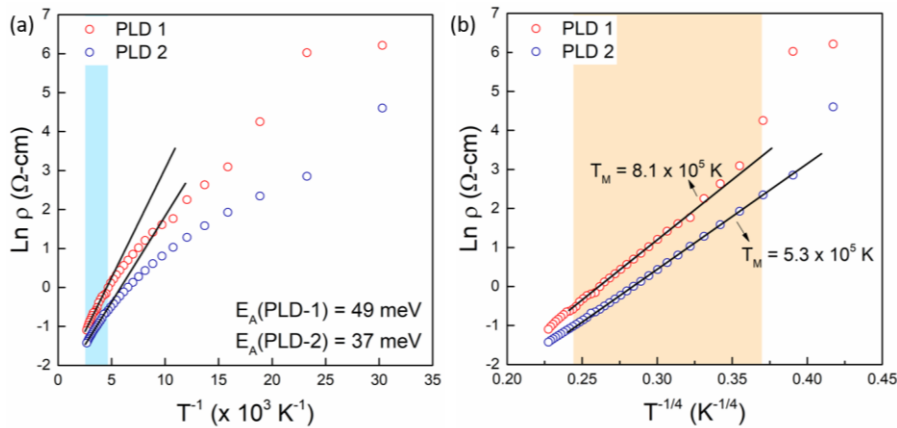 (a)
PLD 1
PLD 2
Ln ρ (Ω-cm)
7
6
5
4
3
2
1
0
-1
-2
E_A(PLD-1) = 49 meV
E_A(PLD-2) = 37 meV
0 5 10 15 20 25 30 35
T⁻¹ (x 10³ K⁻¹)
(b)
PLD 1
PLD 2
Ln ρ (Ω-cm)
7
6
5
4
3
2
1
0
-1
-2
T_M = 8.1 x 10⁵ K
T_M = 5.3 x 10⁵ K
0.20 0.25 0.30 0.35 0.40 0.45
T⁻¹/⁴ (K⁻¹/⁴)